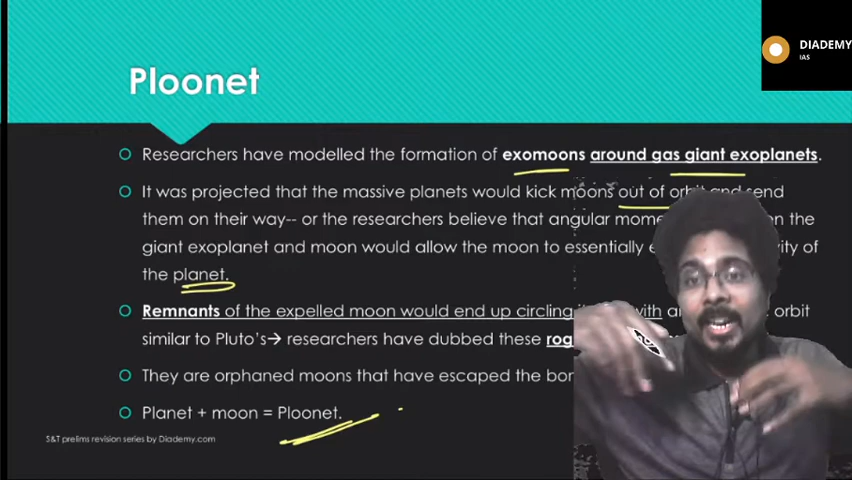 DIADEMY
IAS
Ploonet
Researchers have modelled the formation of exomoons around gas giant exoplanets.
It was projected that the massive planets would kick moons out of orbit and send
them on their way-- or the researchers believe that angular the
giant exoplanet and moon would allow the moon to essentially of
the planet.
Remnants of the expelled moon would end up circling with orbit
similar to Pluto's→ researchers have dubbed these
They are orphaned moons that have escaped the
Planet + moon = Ploonet.
S&T prelims revision series by Diademy.com